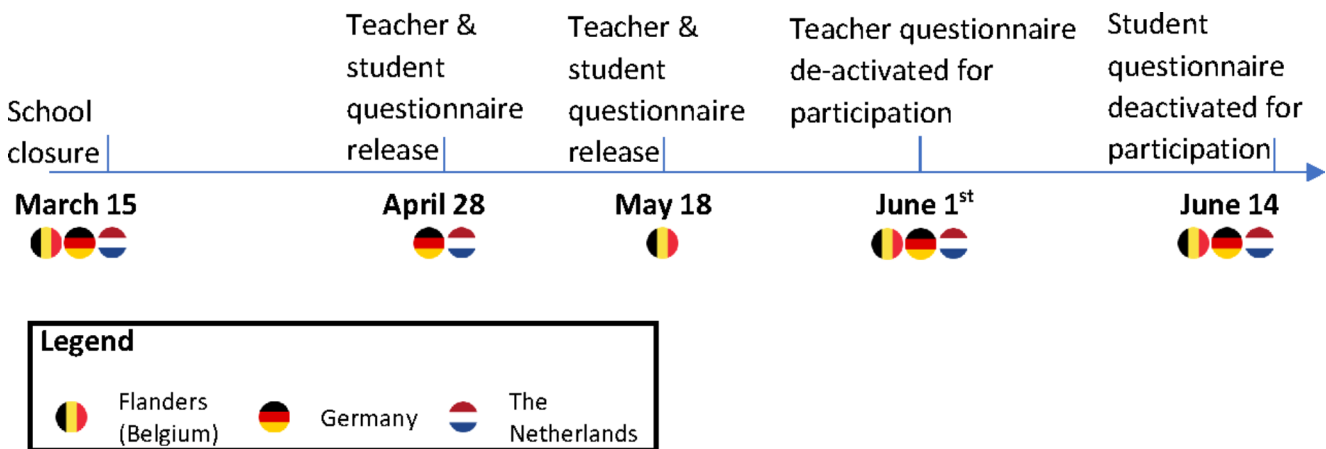 School
closure
Teacher &
student
questionnaire
release
Teacher &
student
questionnaire
release
Teacher questionnaire
de-activated for
participation
Student
questionnaire
deactivated for
participation
March 15
April 28
May 18
June 1st
June 14
Legend
Flanders
(Belgium)
Germany
The
Netherlands